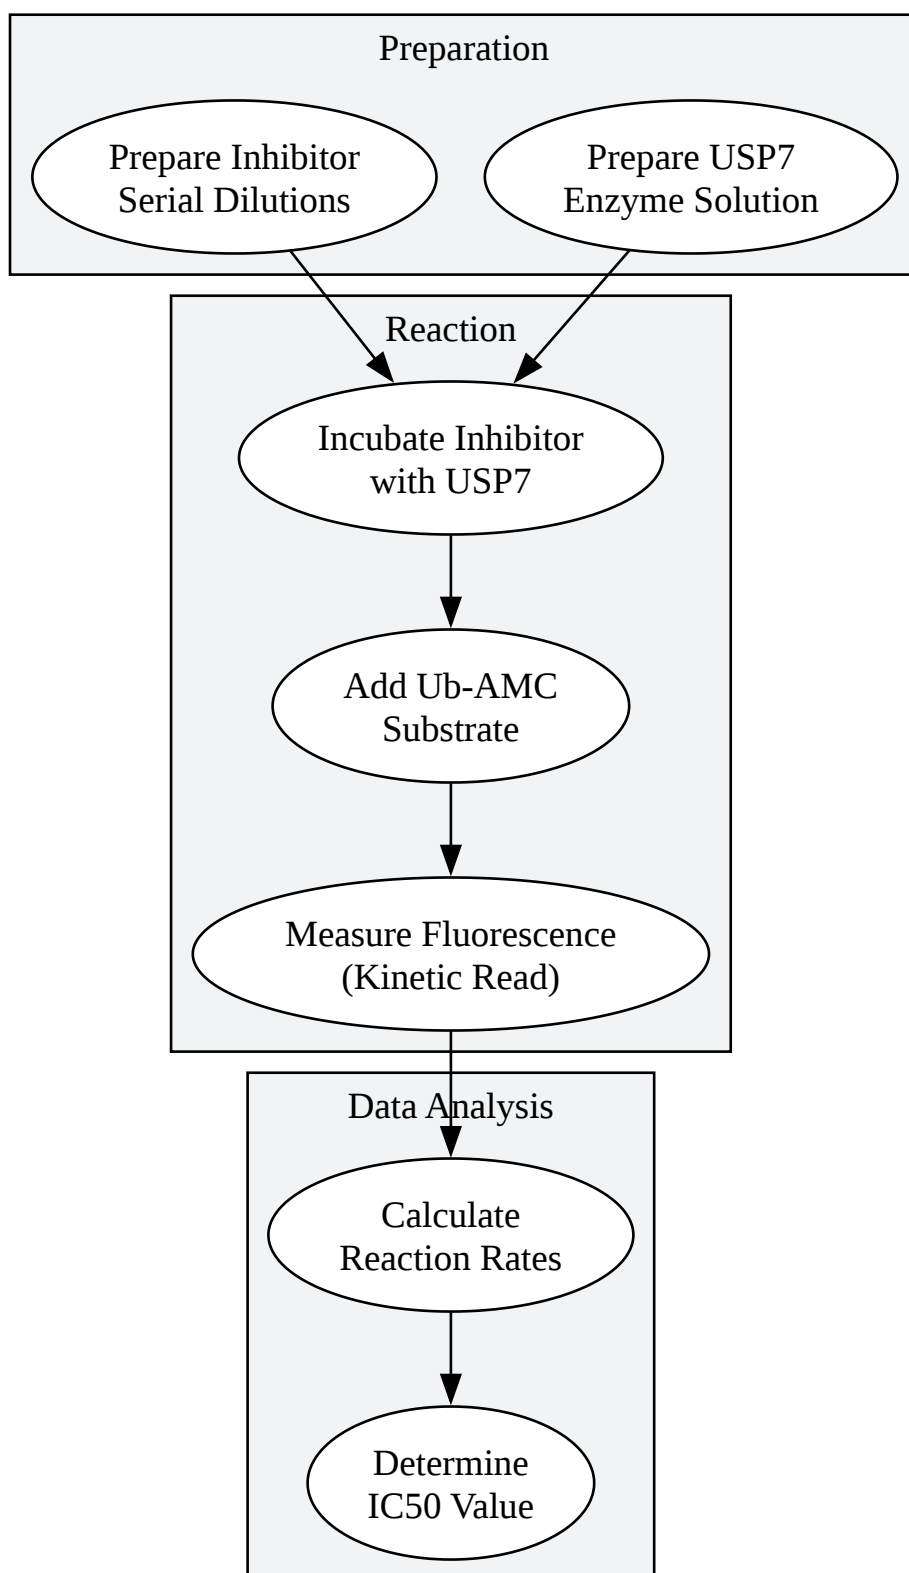 Preparation
Prepare Inhibitor
Serial Dilutions
Prepare USP7
Enzyme Solution
Reaction
Incubate Inhibitor
with USP7
Add Ub-AMC
Substrate
Measure Fluorescence
(Kinetic Read)
Data Analysis
Calculate
Reaction Rates
Determine
IC50 Value